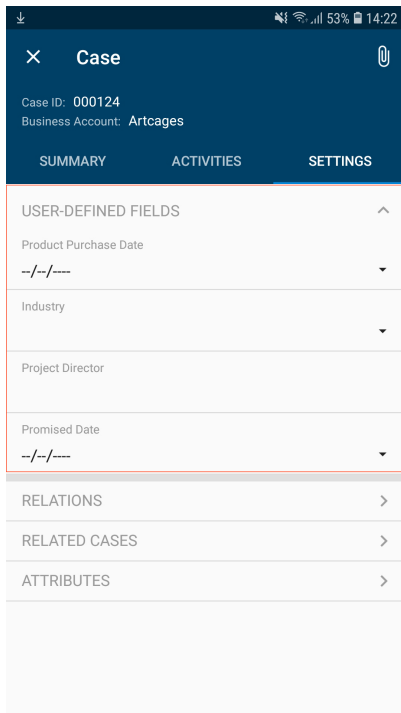 53% 14:22
Case
Case ID: 000124
Business Account: Artcages
SUMMARY ACTIVITIES SETTINGS
USER-DEFINED FIELDS
Product Purchase Date
--/--/----
Industry
Project Director
Promised Date
--/--/----
RELATIONS
RELATED CASES
ATTRIBUTES